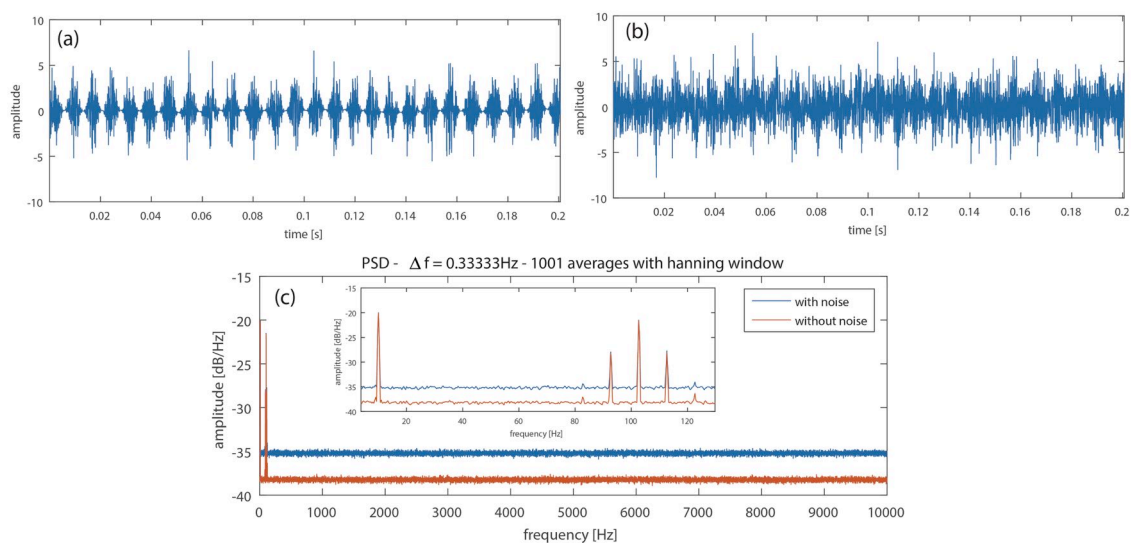 (a)
10
5
0
-5
-10
amplitude
0.02 0.04 0.06 0.08 0.1 0.12 0.14 0.16 0.18 0.2
time [s]
(b)
10
5
0
-5
-10
amplitude
0.02 0.04 0.06 0.08 0.1 0.12 0.14 0.16 0.18 0.2
time [s]
PSD - Δ f = 0.33333Hz - 1001 averages with hanning window
(c)
-15
-20
-25
-30
-35
-40
amplitude [dB/Hz]
0 1000 2000 3000 4000 5000 6000 7000 8000 9000 10000
frequency [Hz]
-15
-20
-25
-30
-35
-40
amplitude [dB/Hz]
20 40 60 80 100 120
frequency [Hz]
with noise
without noise